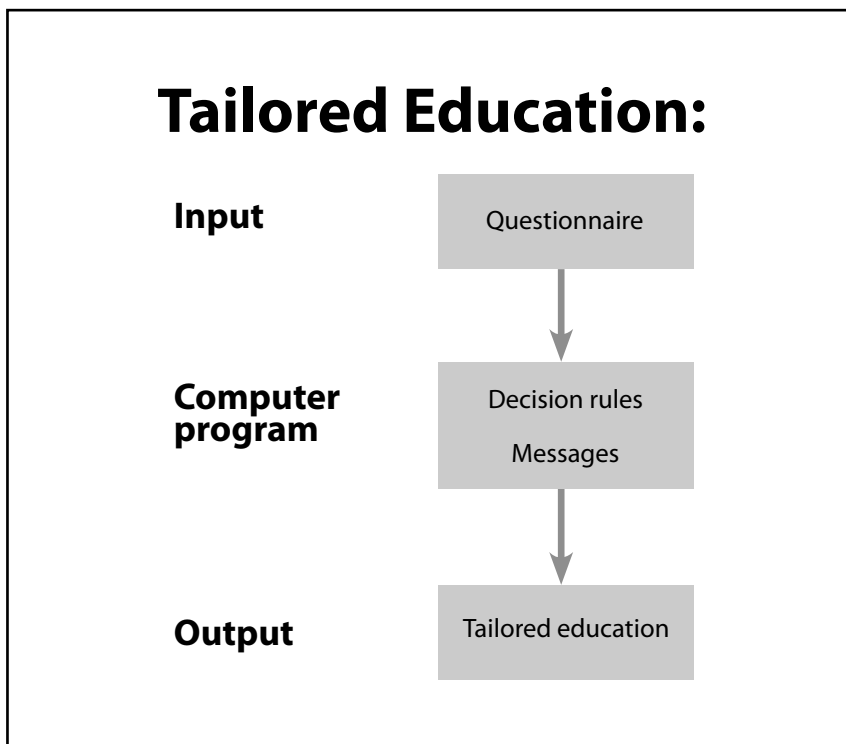 Tailored Education:
Input
Questionnaire
Computer
program
Decision rules
Messages
Output
Tailored education